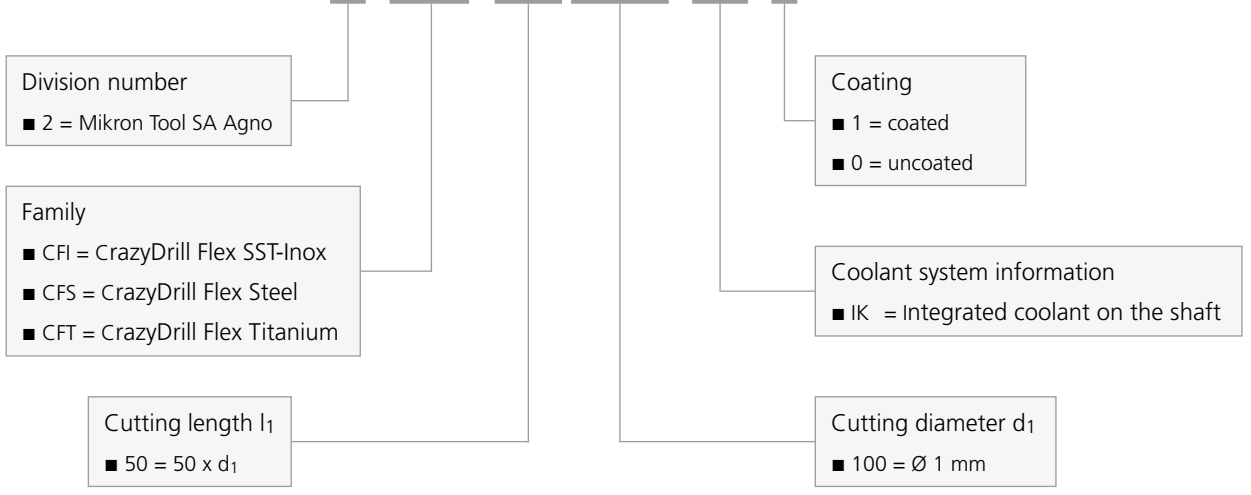 Division number
■ 2 = Mikron Tool SA Agno
Family
■ CFI = CrazyDrill Flex SST-Inox
■ CFS = CrazyDrill Flex Steel
■ CFT = CrazyDrill Flex Titanium
Cutting length l1
■ 50 = 50 x d1
Coating
■ 1 = coated
■ 0 = uncoated
Coolant system information
■ IK = Integrated coolant on the shaft
Cutting diameter d1
■ 100 = Ø 1 mm